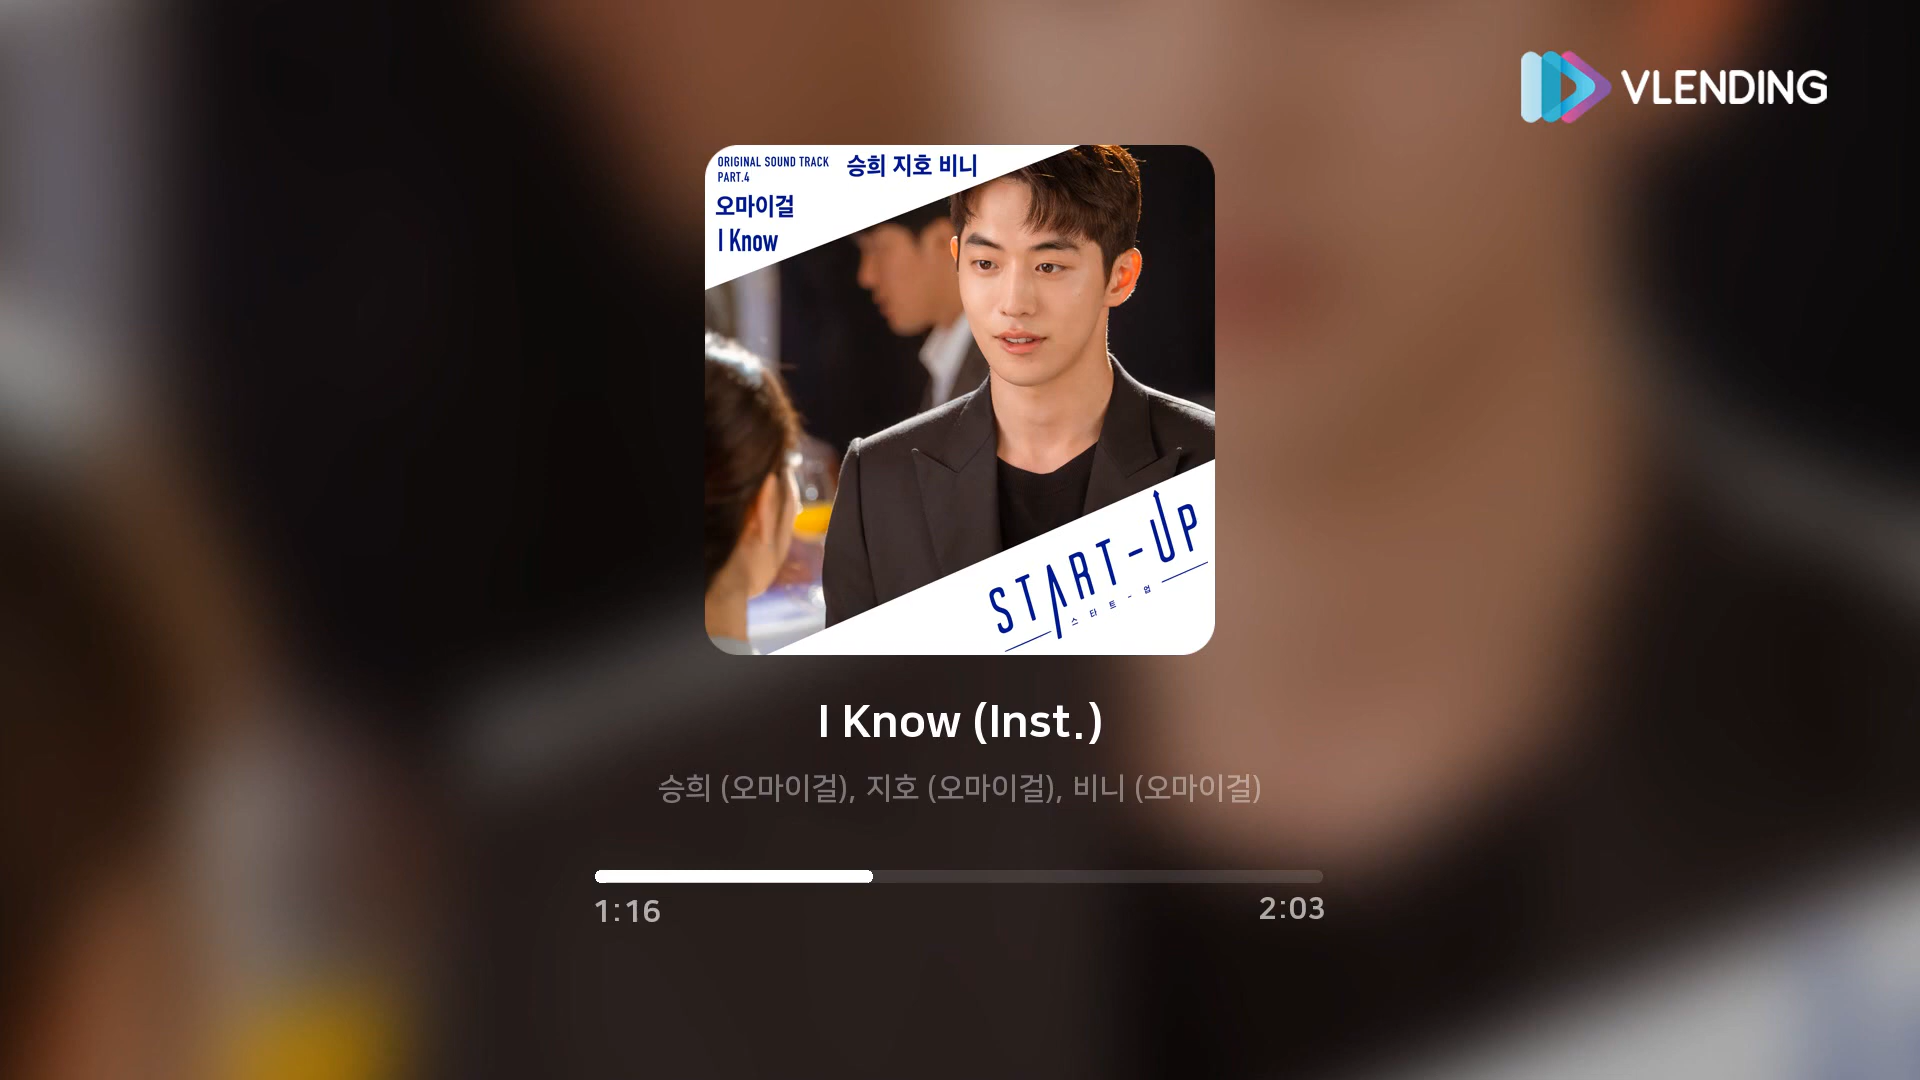 VLENDING
ORIGINAL SOUND TRACK
PART.4
승희 지호 비니
오마이걸
I Know
START-UP
스타트-업
I Know (Inst.)
승희 (오마이걸), 지호 (오마이걸), 비니 (오마이걸)
1:16
2:03